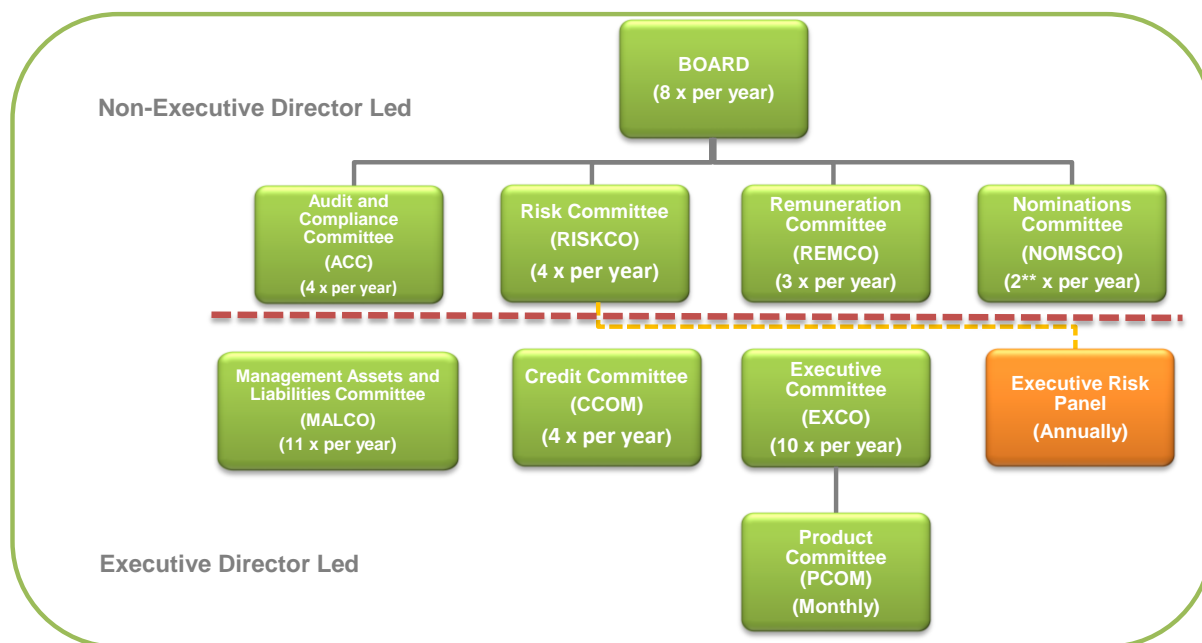 BOARD
(8 x per year)
Non-Executive Director Led
Audit and
Compliance
Committee
(ACC)
(4 x per year)
Risk Committee
(RISKCO)
(4 x per year)
Remuneration
Committee
(REMCO)
(3 x per year)
Nominations
Committee
(NOMSCO)
(2** x per year)
Management Assets and
Liabilities Committee
(MALCO)
(11 x per year)
Credit Committee
(CCOM)
(4 x per year)
Executive
Committee
(EXCO)
(10 x per year)
Executive Risk
Panel
(Annually)
Product
Committee
(PCOM)
(Monthly)
Executive Director Led